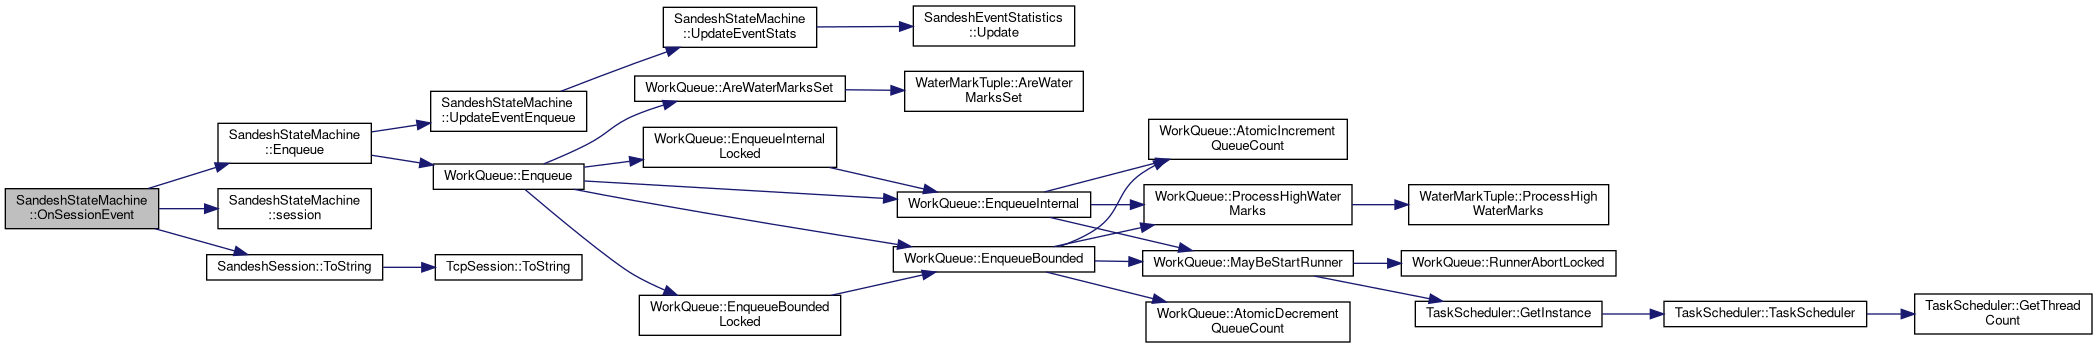 SandeshStateMachine
::OnSessionEvent
SandeshStateMachine
::Enqueue
SandeshStateMachine
::session
SandeshSession::ToString
SandeshStateMachine
::UpdateEventEnqueue
WorkQueue::Enqueue
TcpSession::ToString
SandeshStateMachine
::UpdateEventStats
WorkQueue::AreWaterMarksSet
WorkQueue::EnqueueInternal
Locked
WorkQueue::EnqueueBounded
Locked
SandeshEventStatistics
::Update
WaterMarkTuple::AreWater
MarksSet
WorkQueue::EnqueueInternal
WorkQueue::EnqueueBounded
WorkQueue::AtomicIncrement
QueueCount
WorkQueue::ProcessHighWater
Marks
WorkQueue::MayBeStartRunner
WorkQueue::AtomicDecrement
QueueCount
WaterMarkTuple::ProcessHigh
WaterMarks
WorkQueue::RunnerAbortLocked
TaskScheduler::GetInstance
TaskScheduler::TaskScheduler
TaskScheduler::GetThread
Count